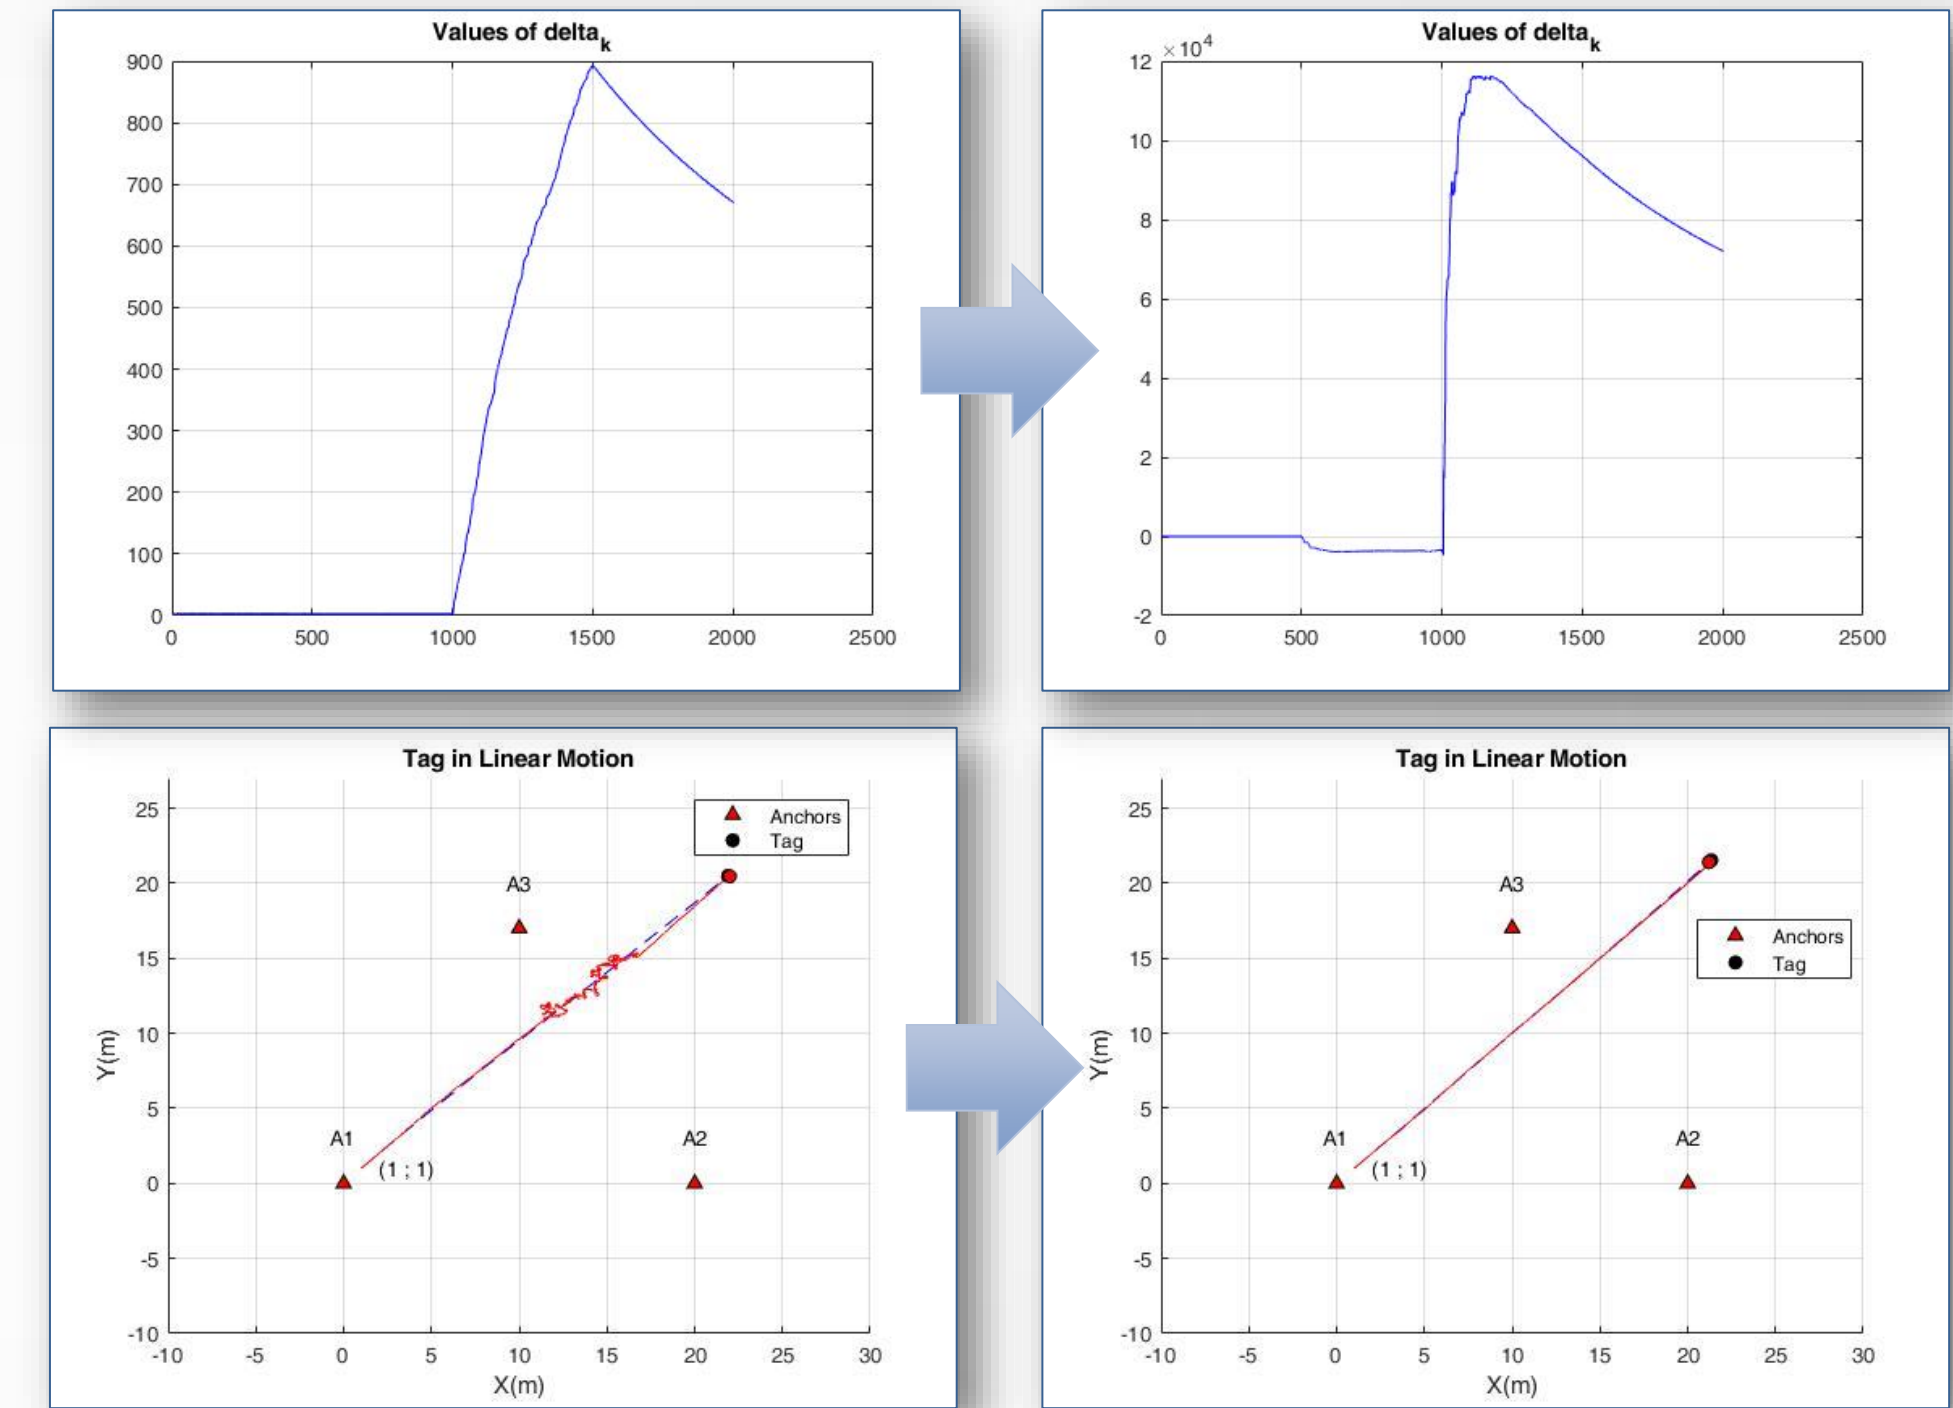 Values of delta_k
900
800
700
600
500
400
300
200
100
0
0 500 1000 1500 2000 2500
Values of delta_k
×10^4
12
10
8
6
4
2
0
-2
0 500 1000 1500 2000 2500
Tag in Linear Motion
25
20
15
10
5
0
-5
-10
-10 -5 0 5 10 15 20 25 30
Y(m)
X(m)
Anchors
Tag
A3
A1
A2
(1 ; 1)
Tag in Linear Motion
25
20
15
10
5
0
-5
-10
-10 -5 0 5 10 15 20 25 30
Y(m)
X(m)
Anchors
Tag
A3
A1
A2
(1 ; 1)